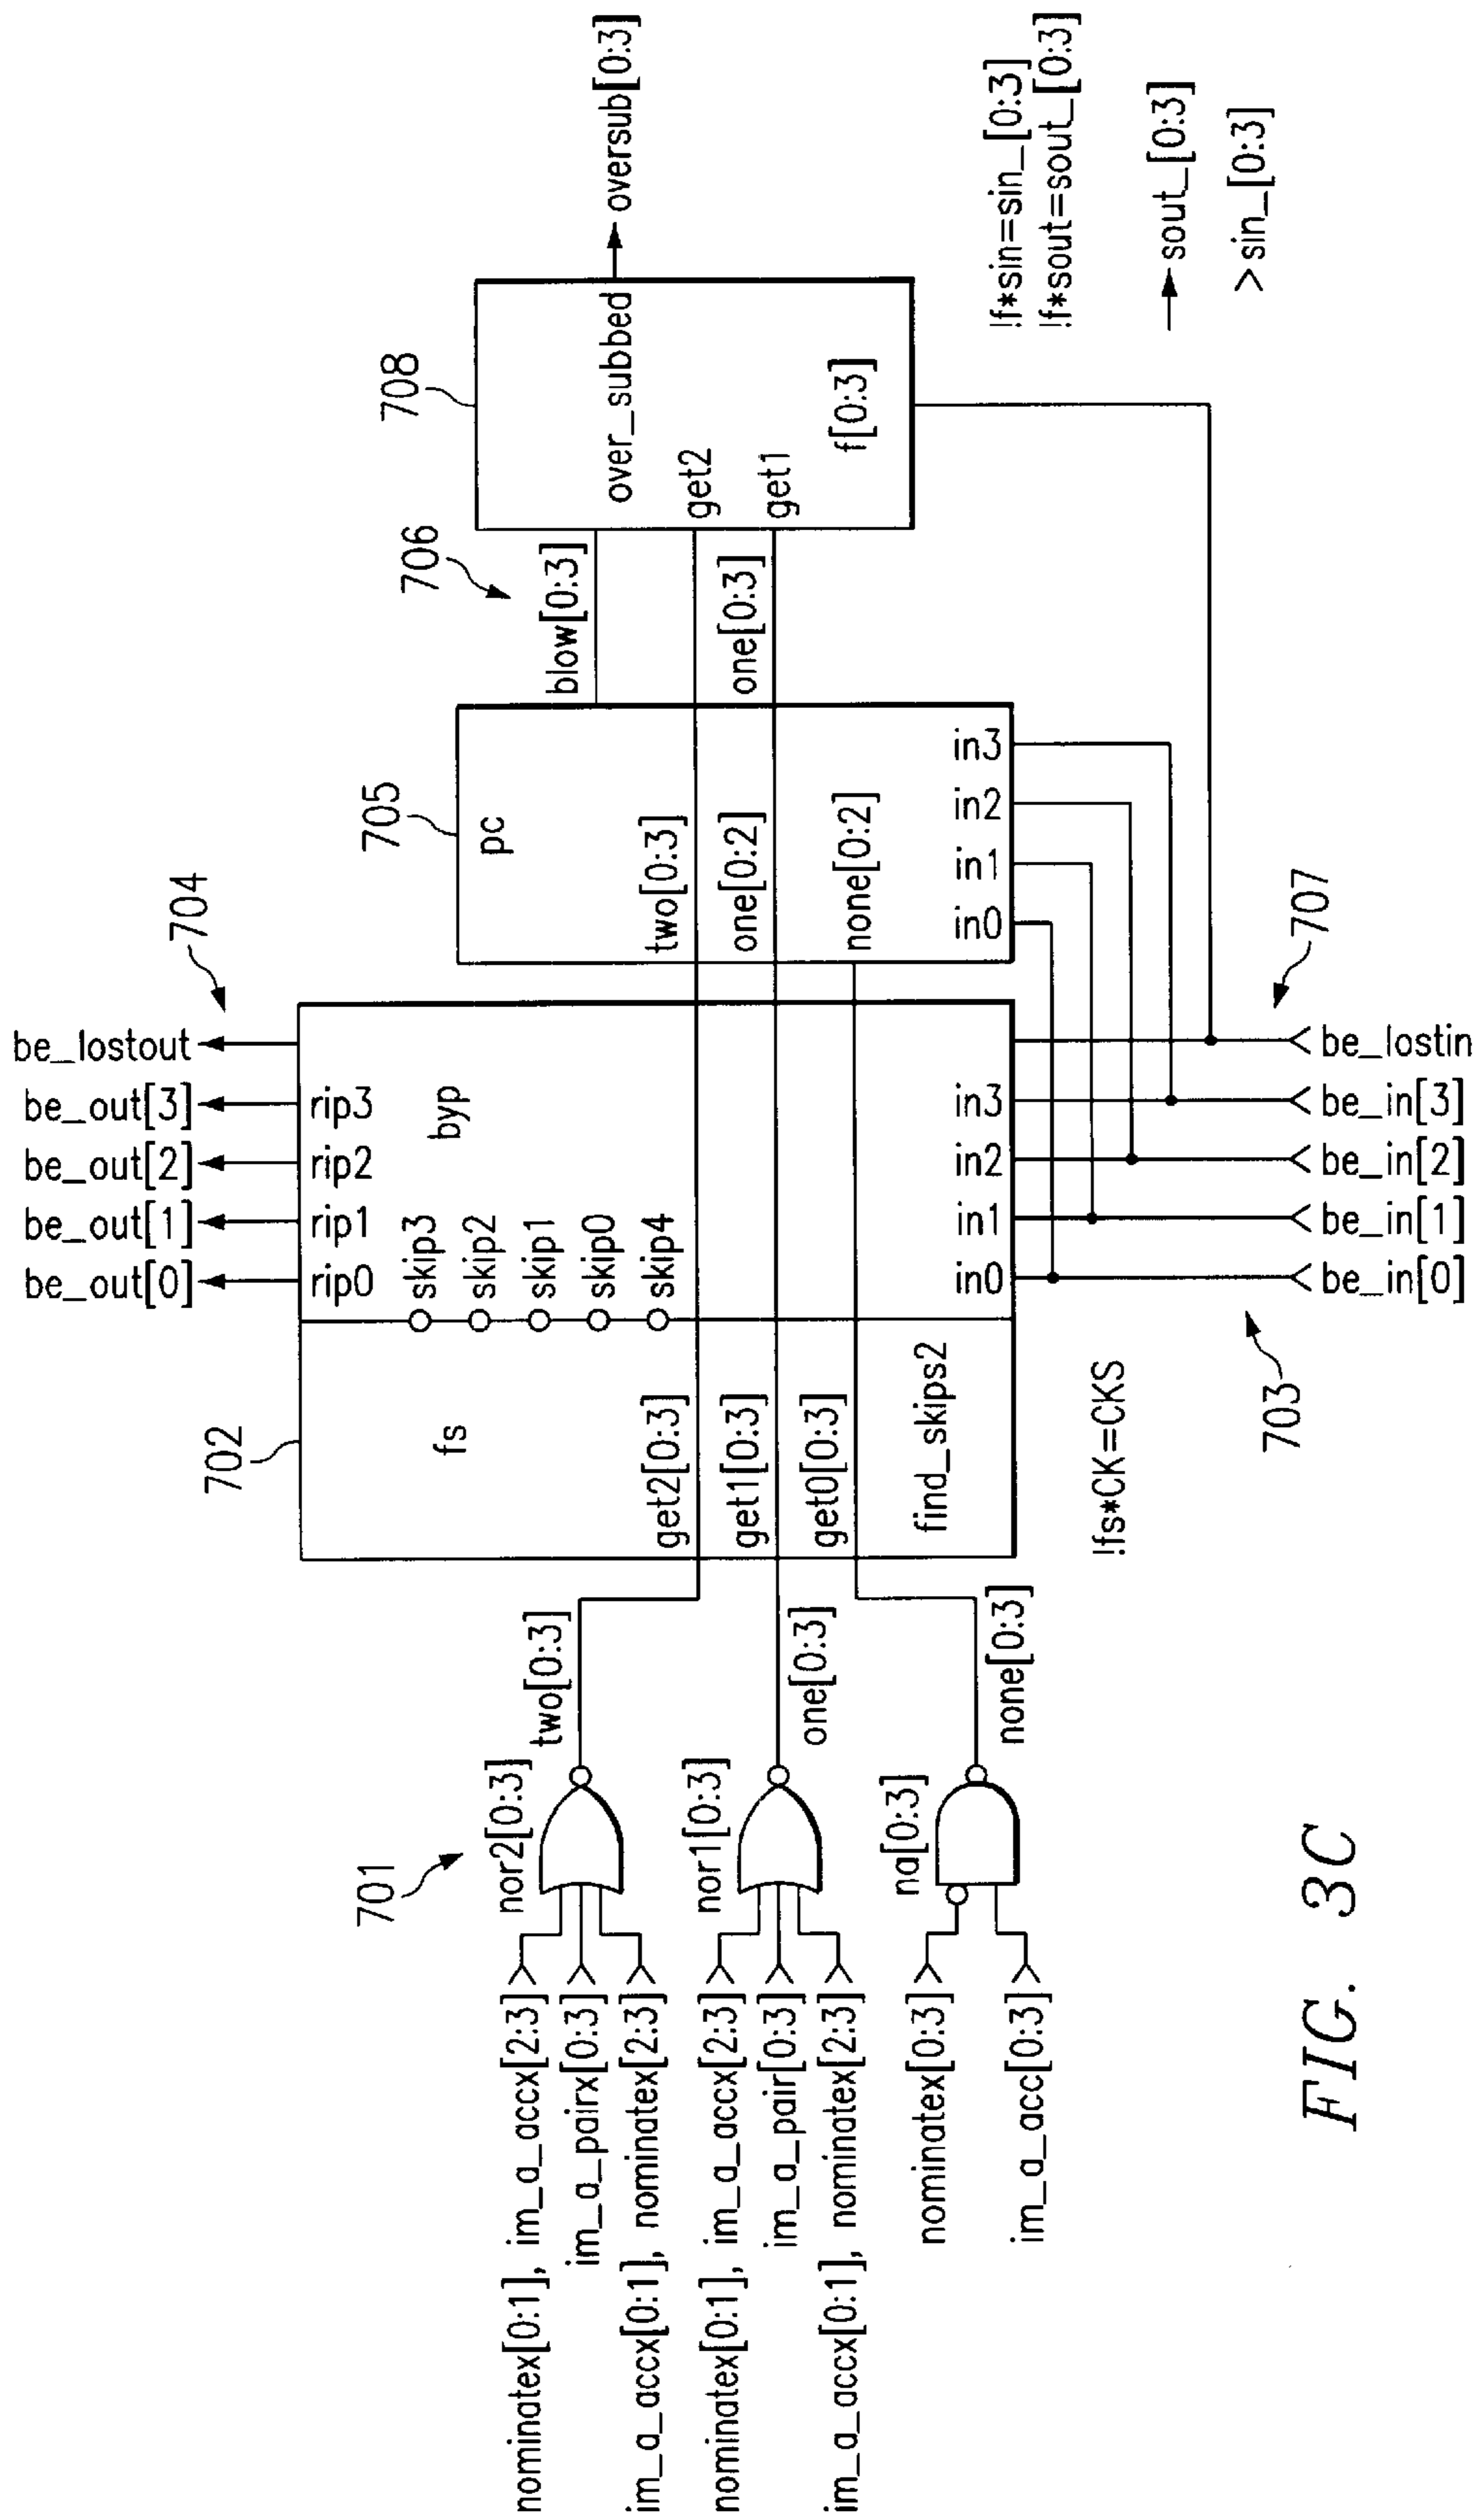 be_out[0]
be_out[1]
be_out[2]
be_out[3]
be_lostout
704
702
rip0
rip1
rip2
rip3
fs
skip3
skip2
skip1
skip0
skip4
byp
get2[0:3]
get1[0:3]
get0[0:3]
find_skips2
in0
in1
in2
in3
!fs*CK=CKS
703
be_in[0]
be_in[1]
be_in[2]
be_in[3]
be_lostin
707
701
nor2[0:3]
two[0:3]
nominatex[0:1], im_a_accx[2:3]
im_a_pairx[0:3]
im_a_accx[0:1], nominatex[2:3]
nor1[0:3]
one[0:3]
nominatex[0:1], im_a_accx[2:3]
im_a_pair[0:3]
im_a_accx[0:1], nominatex[2:3]
na[0:3]
none[0:3]
nominatex[0:3]
im_a_acc[0:3]
705
pc
two[0:3]
one[0:2]
none[0:2]
in0
in1
in2
in3
706
blow[0:3]
one[0:3]
708
over_subbed
get2
get1
f[0:3]
oversub[0:3]
!f*sin=sin_[0:3]
!f*sout=sout_[0:3]
sout_[0:3]
>sin_[0:3]
FIG. 3C